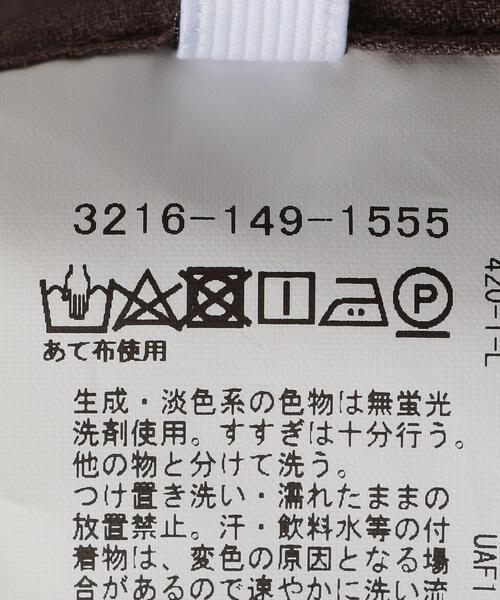 3216-149-1555
P
あて布使用
生成・淡色系の色物は無蛍光
洗剤使用。すすぎは十分行う。
他の物と分けて洗う。
つけ置き洗い・濡れたままの
放置禁止。汗・飲料水等の付
着物は、変色の原因となる場
合があるので速やかに洗い流
420-1-L
UAF1